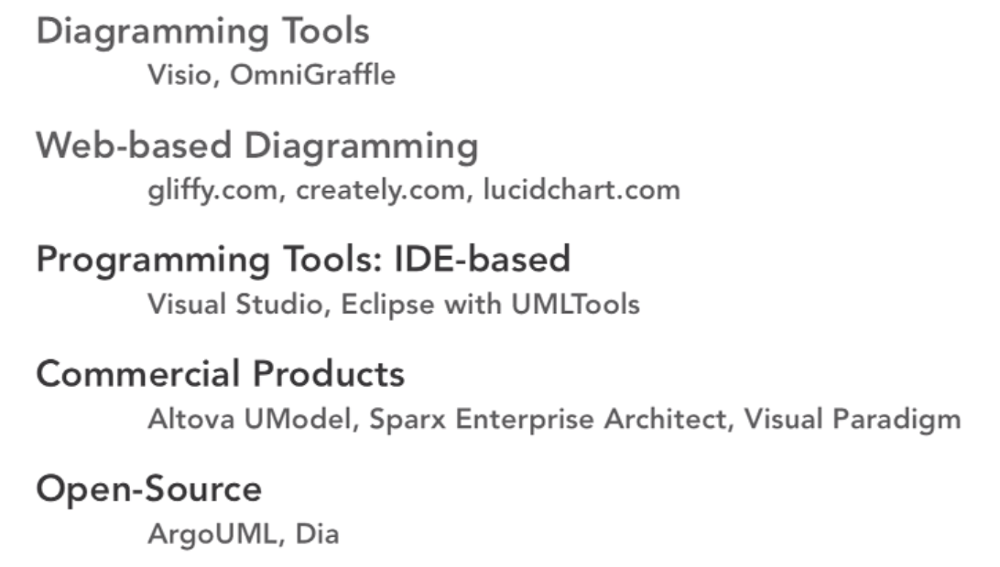 Diagramming Tools
Visio, OmniGraffle
Web-based Diagramming
gliffy.com, creately.com, lucidchart.com
Programming Tools: IDE-based
Visual Studio, Eclipse with UMLTools
Commercial Products
Altova UModel, Sparx Enterprise Architect, Visual Paradigm
Open-Source
ArgoUML, Dia